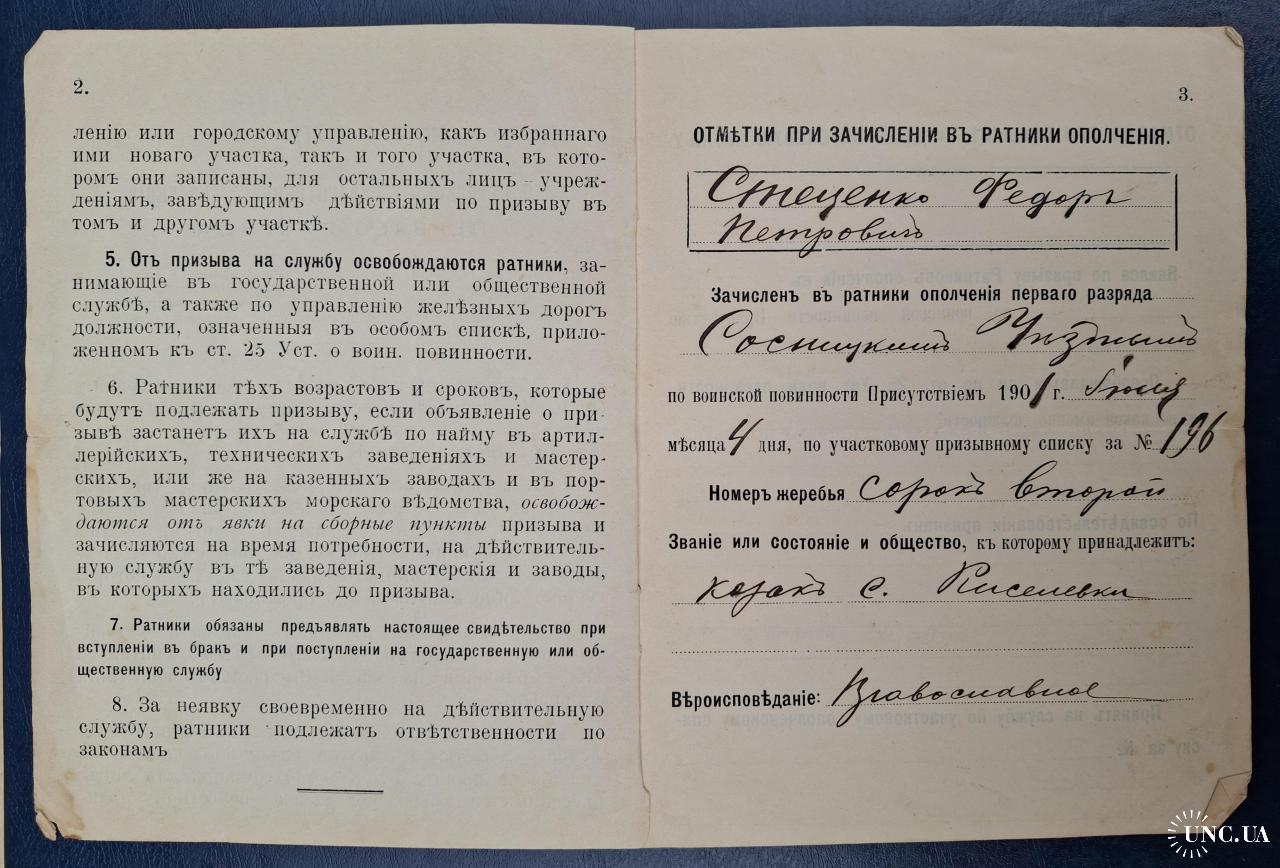 2.
ленію или городскому управленію, какъ избраннаго
ими новаго участка, такъ и того участка, въ кото-
ромъ они записаны, для остальныхъ лицъ учреж-
деніямъ, завѣдующимъ дѣйствіями по призыву въ
томъ и другомъ участкѣ.
5. Отъ призыва на службу освобождаются ратники, за-
нимающіе въ государственной или общественной
службѣ, а также по управленію желѣзныхъ дорогъ
должности, означенныя въ особомъ спискѣ, прило-
женномъ къ ст. 25 Уст. о воин. повинности.
6. Ратники тѣхъ возрастовъ и сроковъ, которые
будутъ подлежать призыву, если объявленіе о при-
зывѣ застанетъ ихъ на службѣ по найму въ артил-
лерійскихъ, техническихъ заведеніяхъ и мастер-
скихъ, или же на казенныхъ заводахъ и въ пор-
товыхъ мастерскихъ морскаго вѣдомства, освобож-
даются отъ явки на сборные пункты призыва и
зачисляются на время потребности, на дѣйствитель-
ную службу въ тѣ заведенія, мастерскія и заводы,
въ которыхъ находились до призыва.
7. Ратники обязаны предъявлять настоящее свидѣтельство при
вступленіи въ бракъ и при поступленіи на государственную или об-
щественную службу
8. За неявку своевременно на дѣйствительную
службу, ратники подлежатъ отвѣтственности по
законамъ
3.
ОТМѢТКИ ПРИ ЗАЧИСЛЕНІИ ВЪ РАТНИКИ ОПОЛЧЕНІЯ.
Стеценко Федоръ
Петровичъ
Зачисленъ въ ратники ополченія перваго разряда
Сосницкимъ Уѣзднымъ
по воинской повинности Присутствіемъ 1901 г.
мѣсяца 4 дня, по участковому призывному списку за № 196
Номеръ жеребья сорокъ второй
Званіе или состояніе и общество, къ которому принадлежитъ:
козакъ с. Киселевки
Вѣроисповѣданіе: Православное
UNC.UA